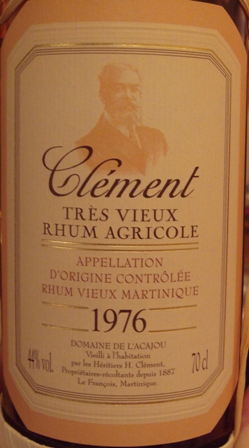 Clément
TRÈS VIEUX
RHUM AGRICOLE
APPELLATION
D'ORIGINE CONTRÔLÉE
RHUM VIEUX MARTINIQUE
1976
44% vol.
DOMAINE DE L'ACAJOU
Vieilli à l'habitation
par les Héritiers H. Clément,
Propriétaires-récoltants depuis 1887
Le François, Martinique
70 cl